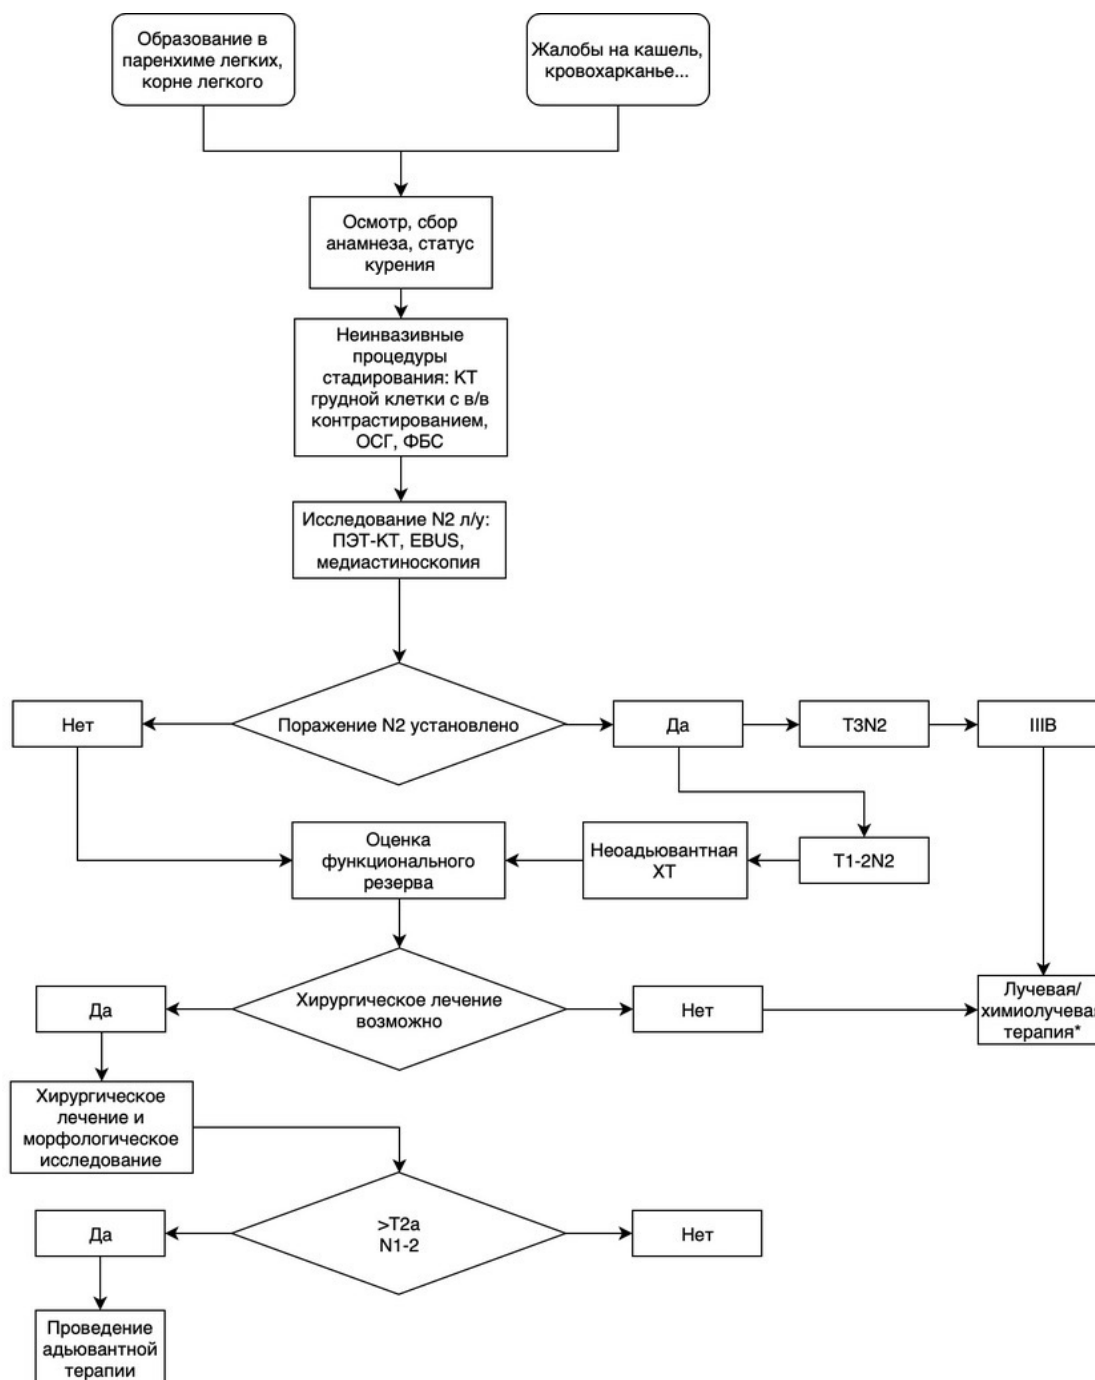 Образование в
паренхиме легких,
корне легкого
Жалобы на кашель,
кровохарканье...
Осмотр, сбор
анамнеза, статус
курения
Неинвазивные
процедуры
стадирования: КТ
грудной клетки с в/в
контрастированием,
ОСГ, ФБС
Исследование N2 л/у:
ПЭТ-КТ, EBUS,
медиастиноскопия
Нет
Поражение N2 установлено
Да
T3N2
IIIB
Оценка
функционального
резерва
Неоадьювантная
ХТ
T1-2N2
Да
Хирургическое лечение
возможно
Нет
Лучевая/
химиолучевая
терапия*
Хирургическое
лечение и
морфологическое
исследование
Да
>T2a
N1-2
Нет
Проведение
адьювантной
терапии